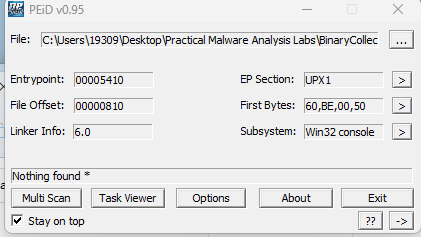 PEiD v0.95
File: C:\Users\19309\Desktop\Practical Malware Analysis Labs\BinaryCollec ...
Entrypoint: 00005410 EP Section: UPX1 >
File Offset: 00000810 First Bytes: 60,BE,00,50 >
Linker Info: 6.0 Subsystem: Win32 console >
Nothing found *
Multi Scan Task Viewer Options About Exit
Stay on top ?? ->